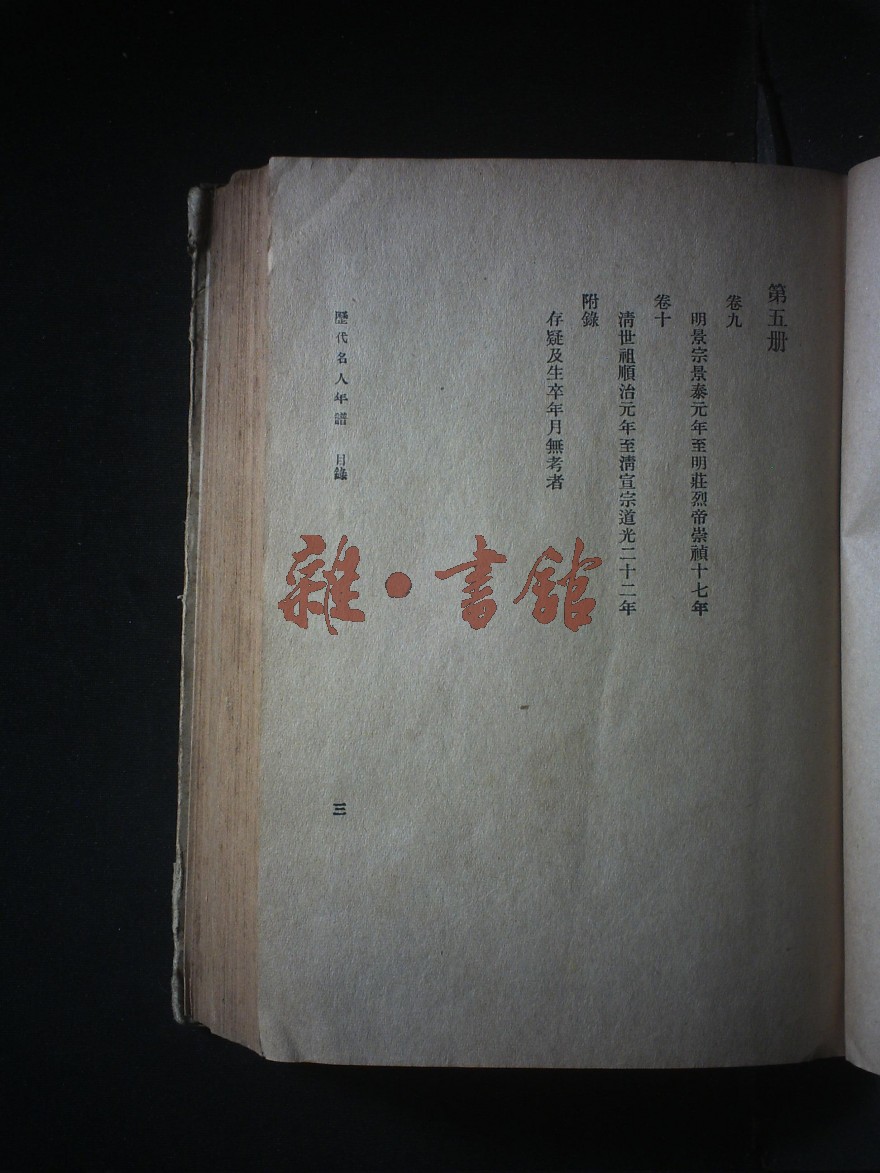 第五册
卷九
明景宗景泰元年至明莊烈帝崇禎十七年
卷十
淸世祖順治元年至淸宣宗道光二十二年
附錄
存疑及生卒年月無考者
歷代名人年譜 目錄
三
雜·書館